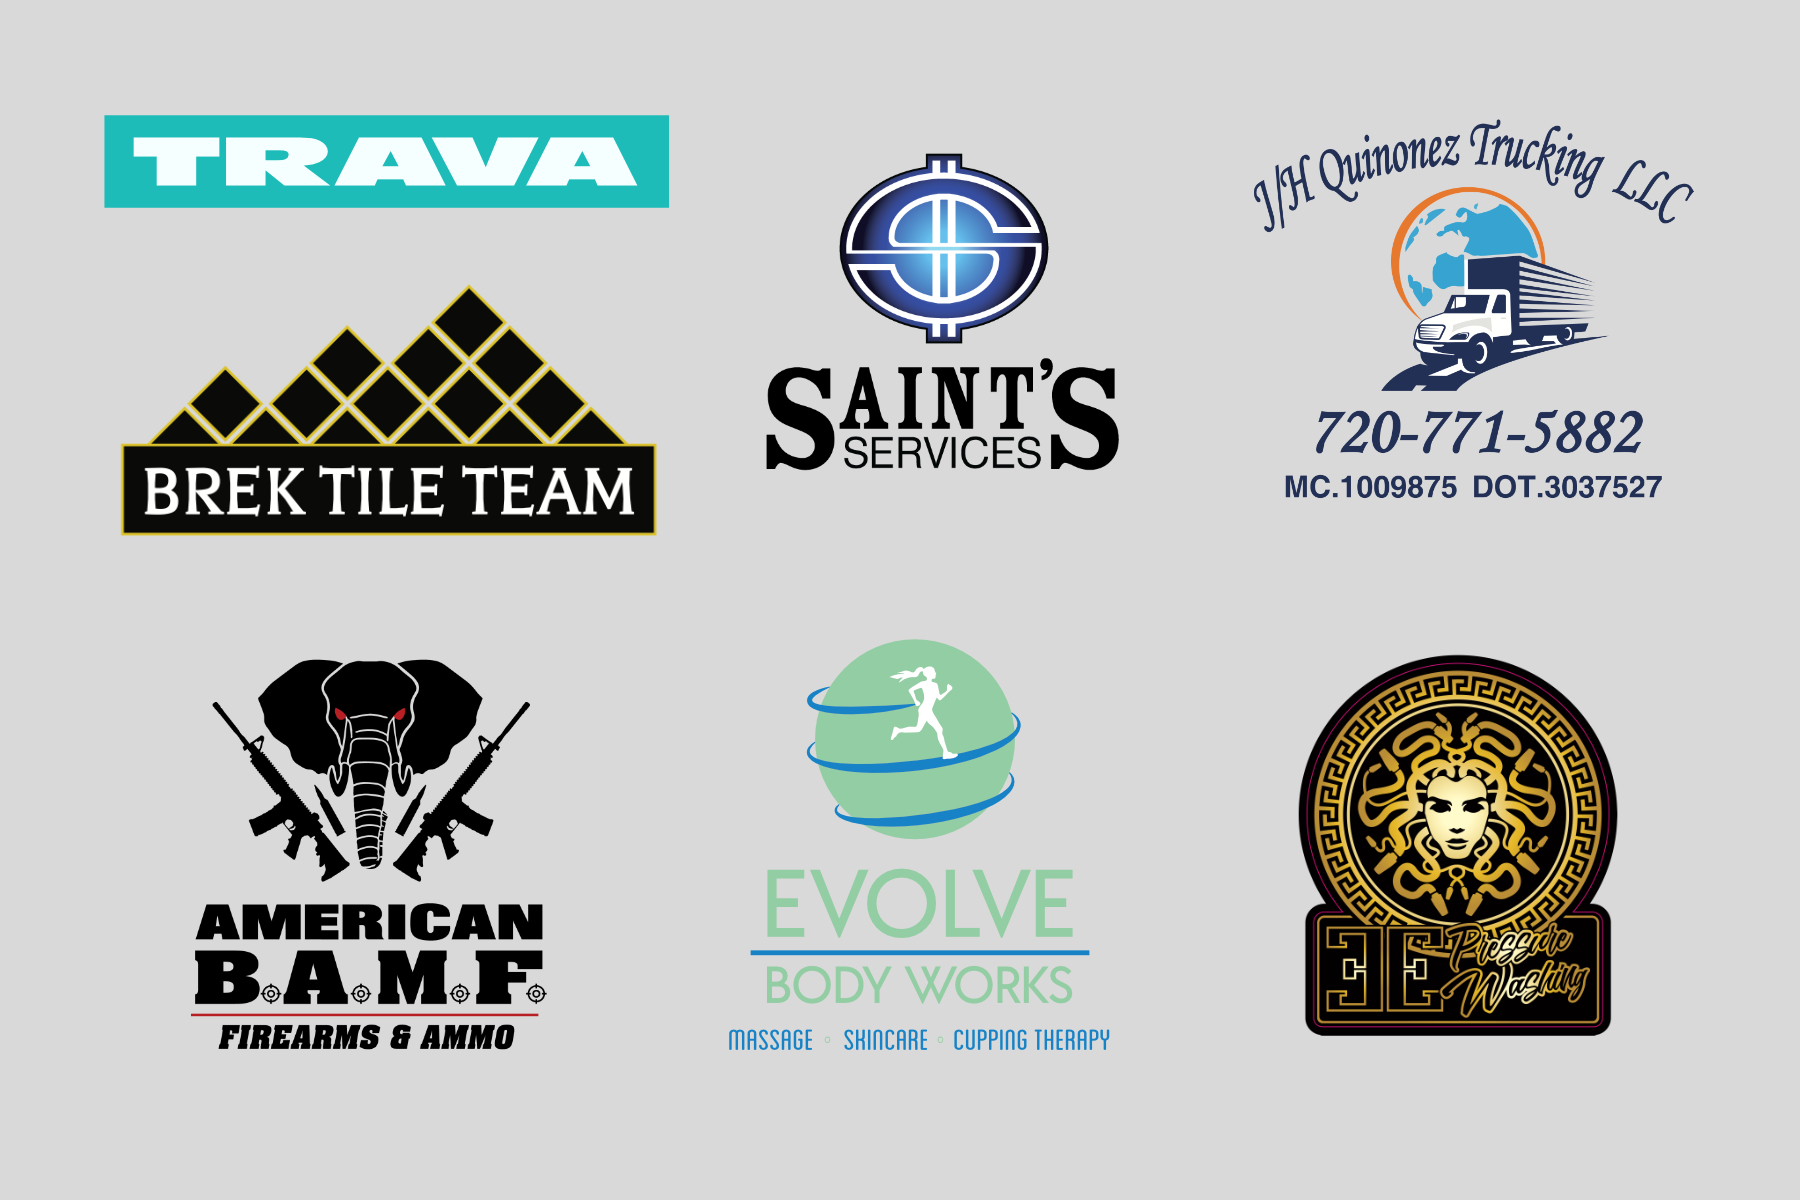 TRAVA
BREK TILE TEAM
SAINT'S
SERVICES
J/H Quinonez Trucking LLC
720-771-5882
MC.1009875 DOT.3037527
AMERICAN
B.A.M.F.
FIREARMS & AMMO
EVOLVE
BODY WORKS
MASSAGE ◦ SKINCARE ◦ CUPPING THERAPY
EE Pressure
Washing